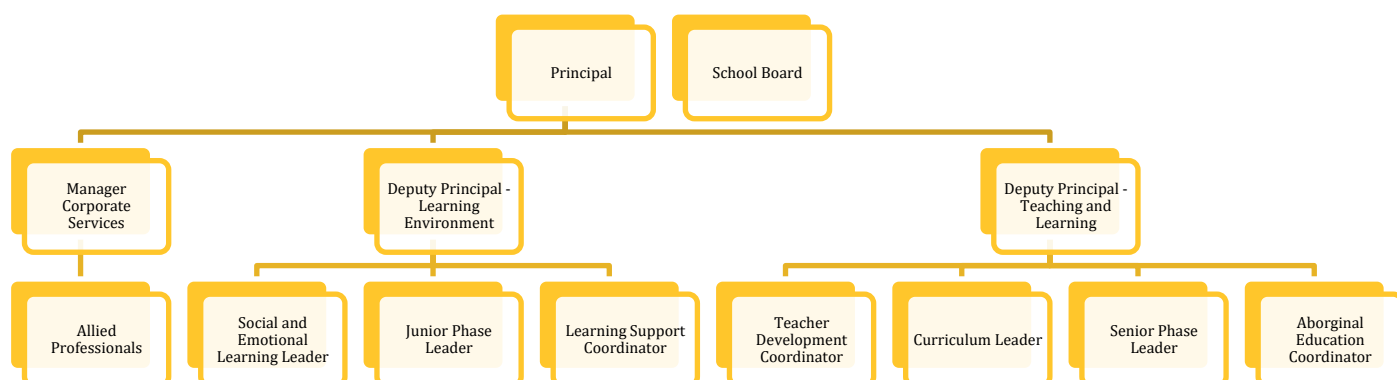 Principal
School Board
Manager
Corporate
Services
Deputy Principal -
Learning
Environment
Deputy Principal -
Teaching and
Learning
Allied
Professionals
Social and
Emotional
Learning Leader
Junior Phase
Leader
Learning Support
Coordinator
Teacher
Development
Coordinator
Curriculum Leader
Senior Phase
Leader
Aborginal
Education
Coordinator